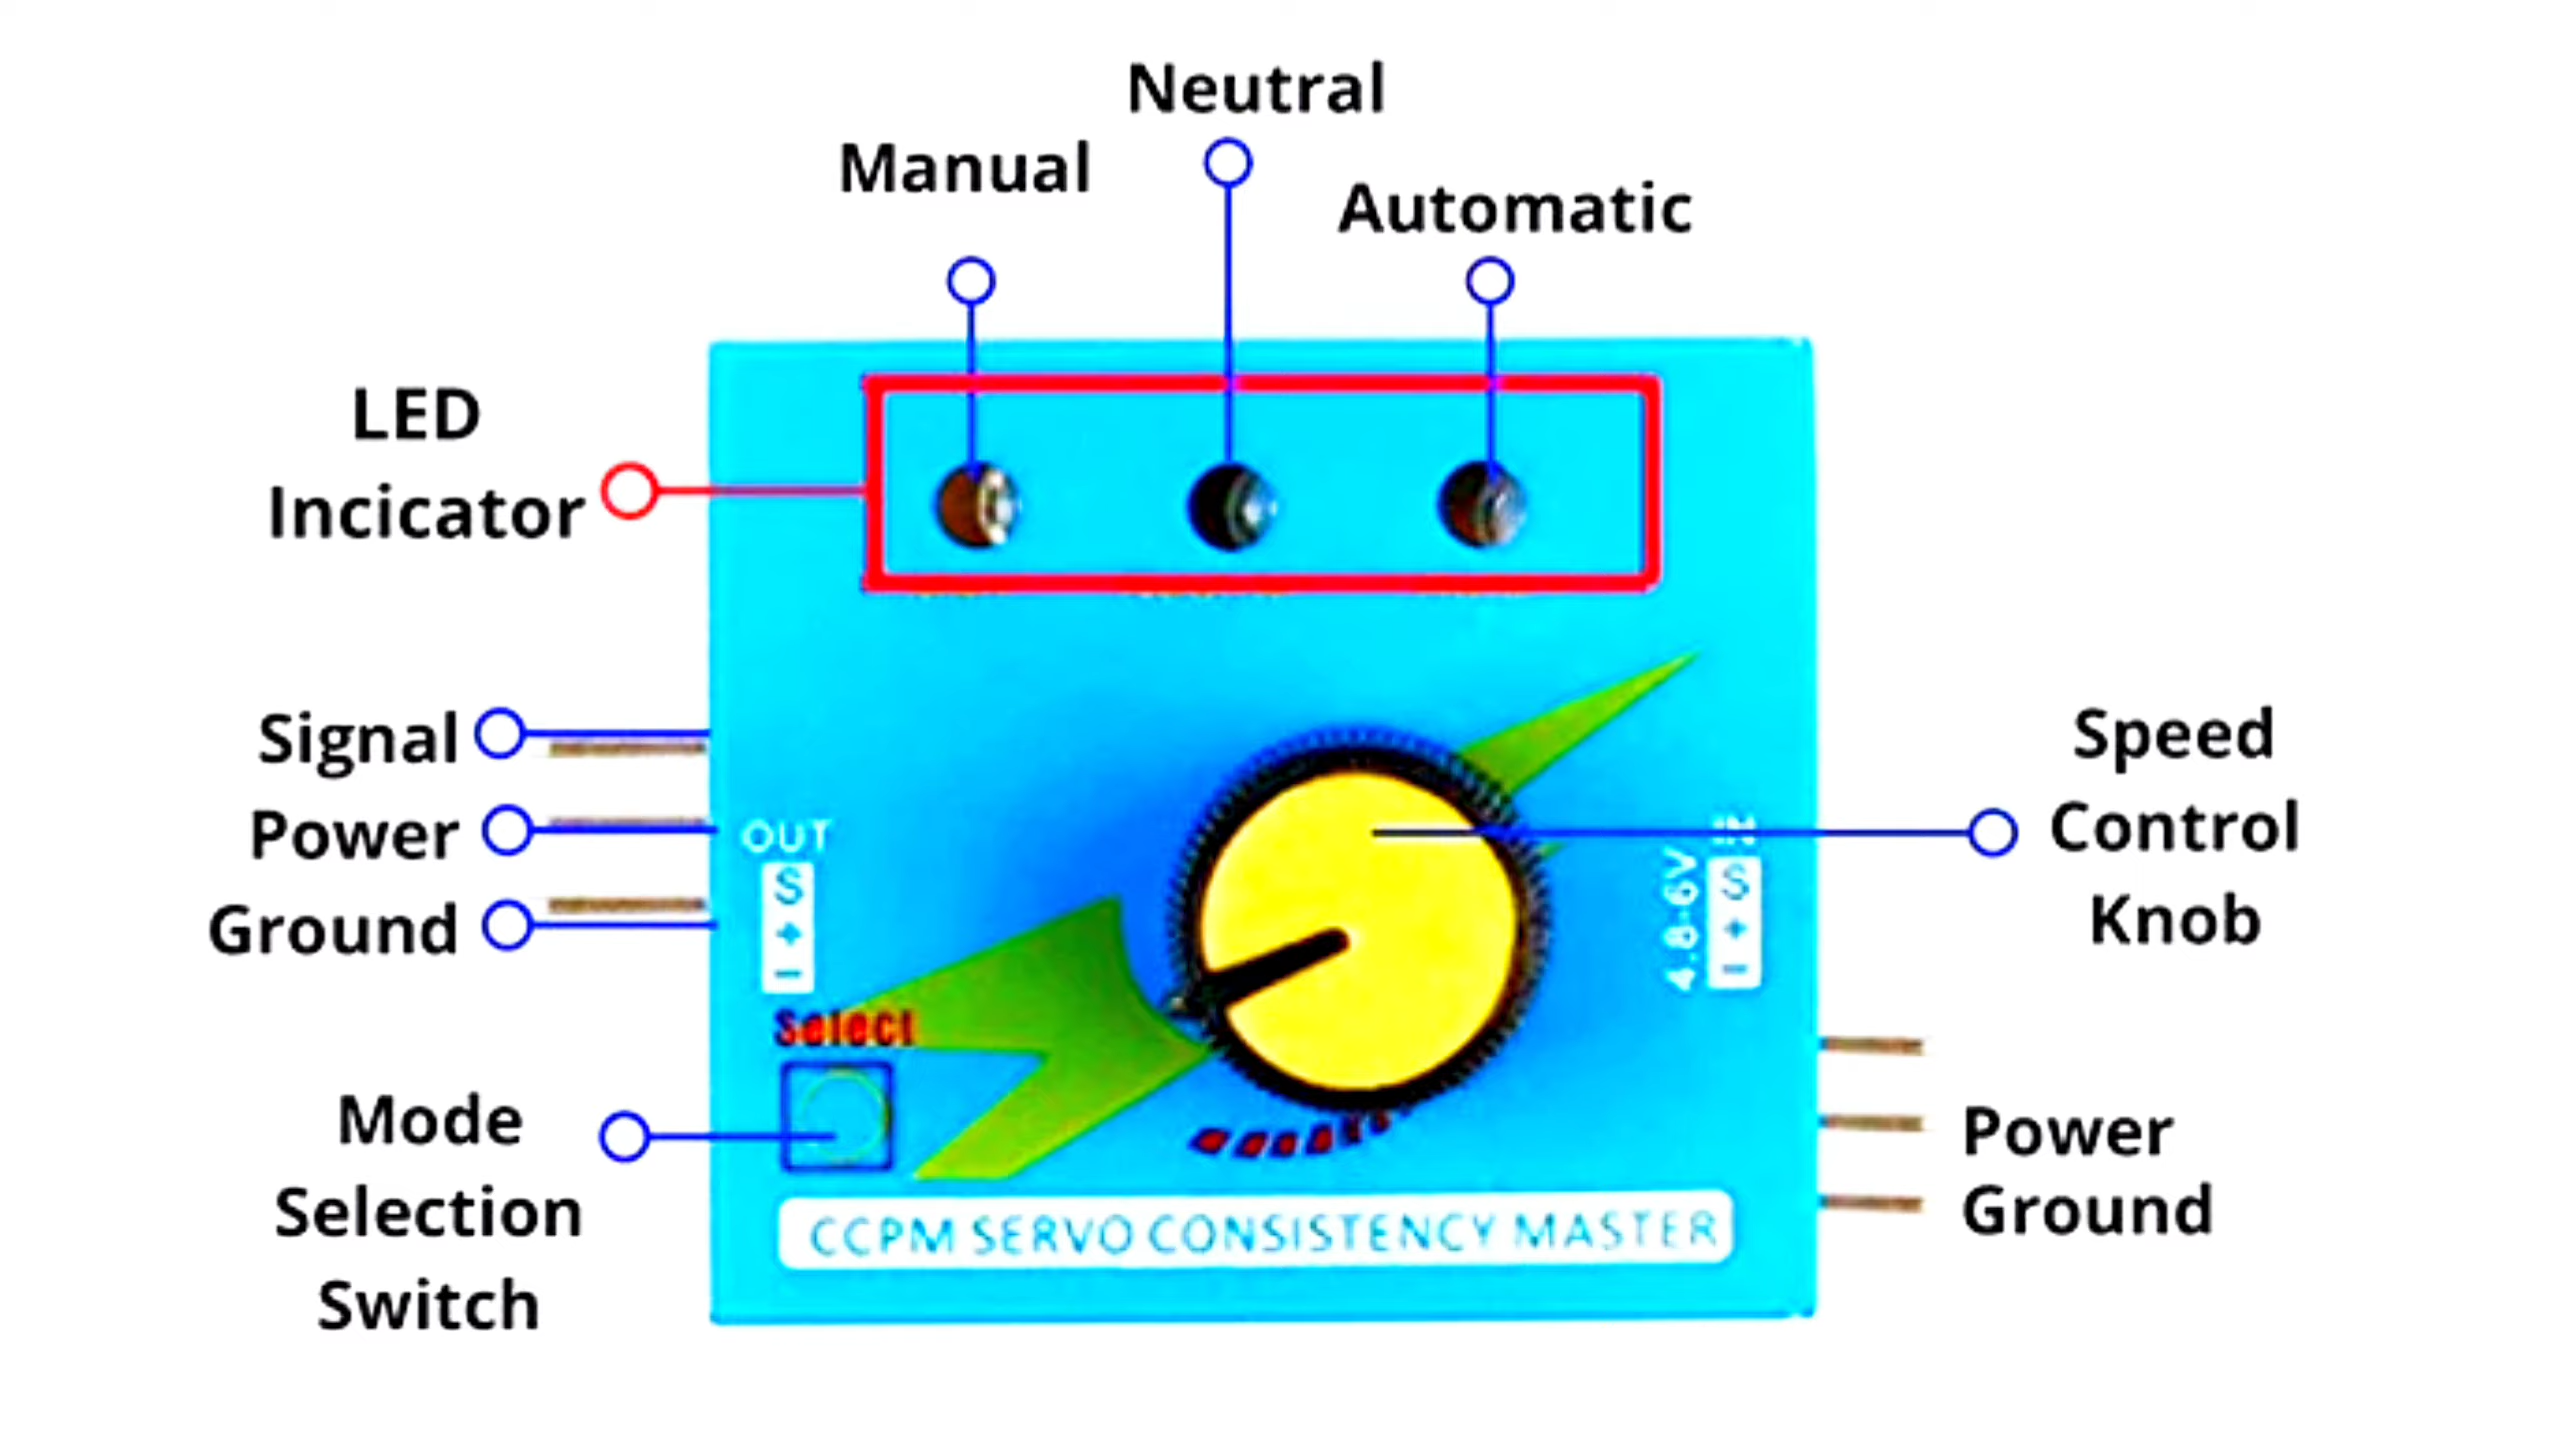 Neutral
Manual
Automatic
LED
Incicator
Signal
Power
Ground
OUT
S
+
−
Select
Mode
Selection
Switch
Speed
Control
Knob
IN
4.8-6V
S
+
−
Power
Ground
CCPM SERVO CONSISTENCY MASTER